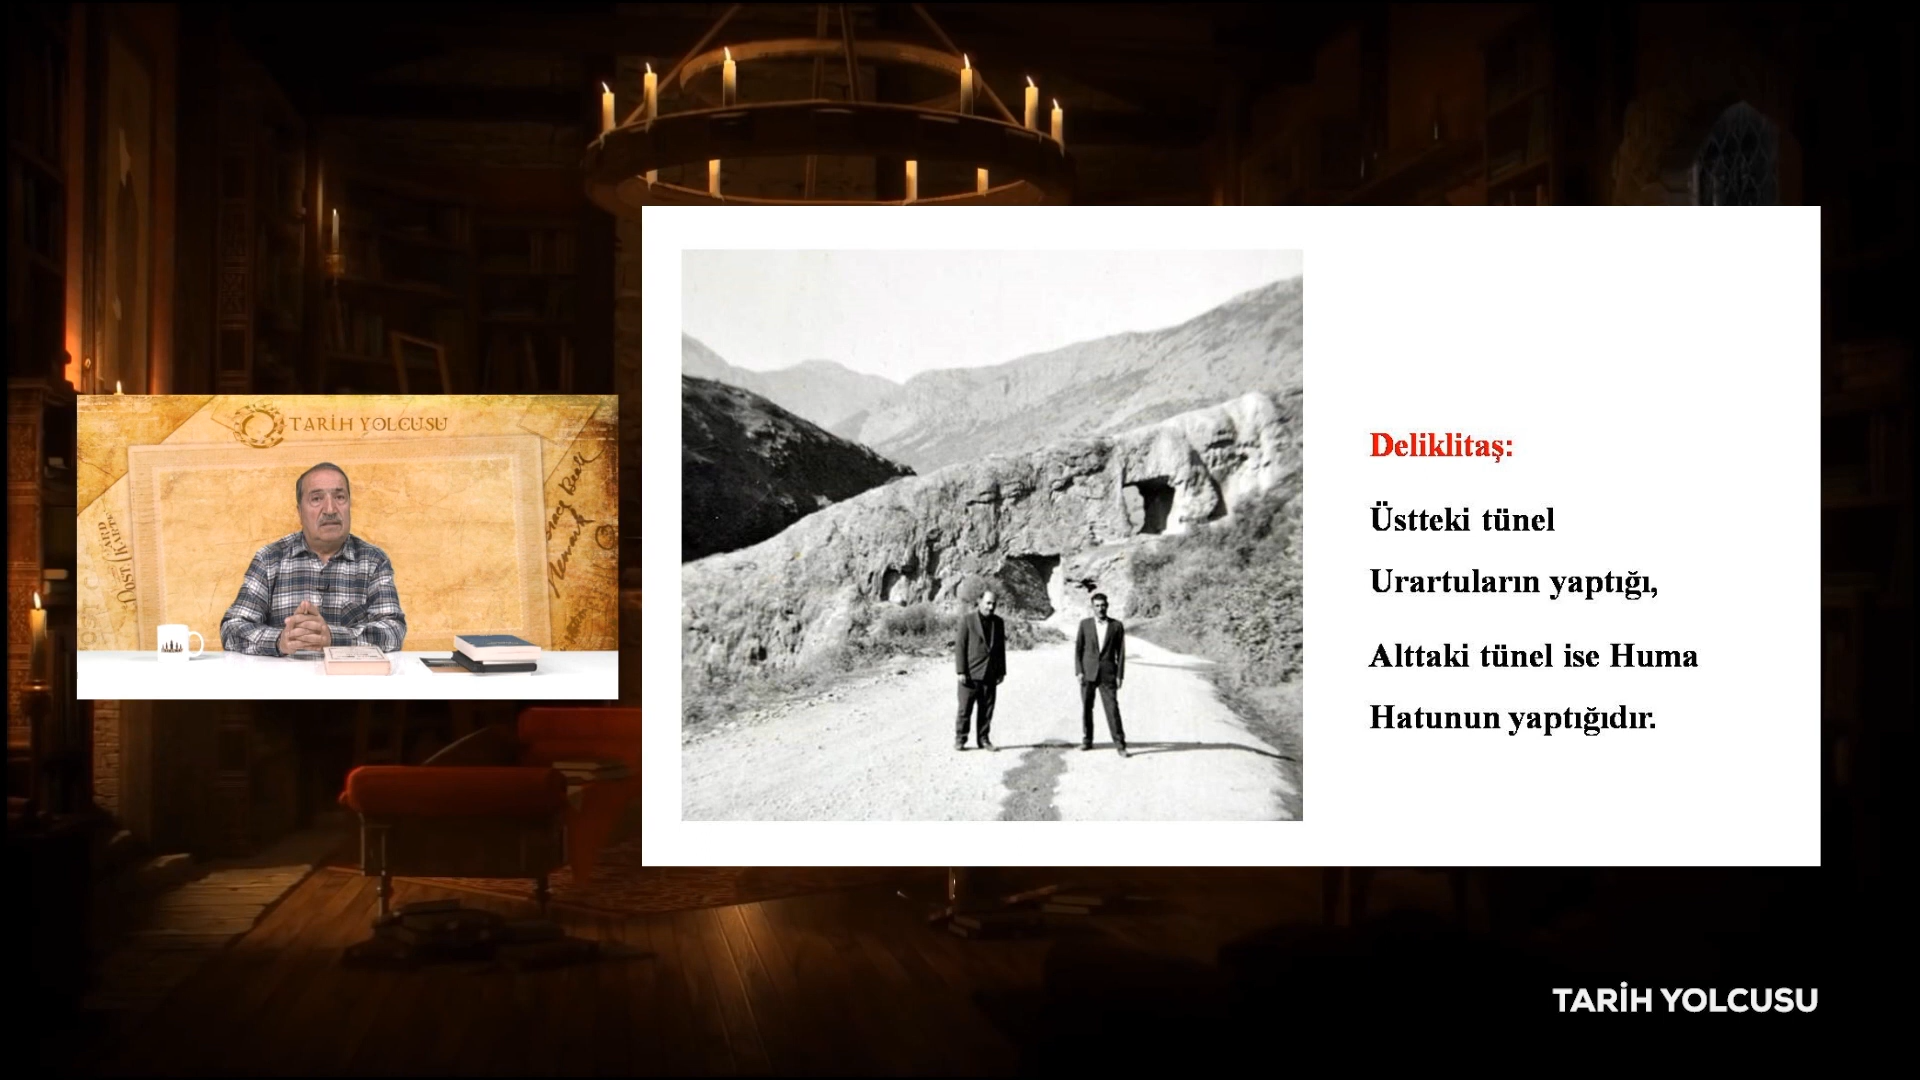 TARİH YOLCUSU
Deliklitaş:
Üstteki tünel
Urartuların yaptığı,
Alttaki tünel ise Huma
Hatunun yaptığıdır.
TARİH YOLCUSU